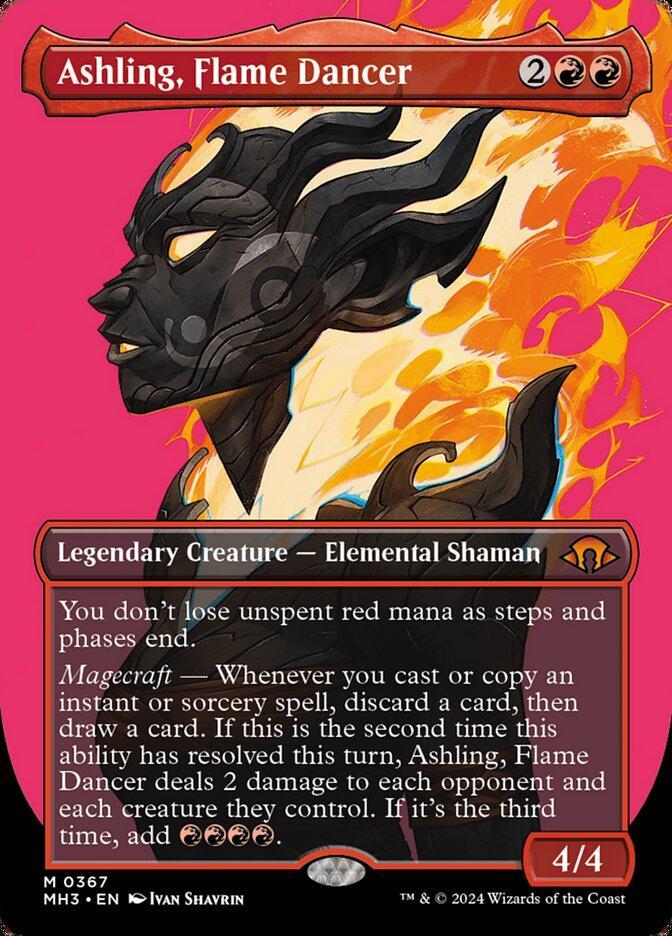 Ashling, Flame Dancer 2
Legendary Creature — Elemental Shaman
You don't lose unspent red mana as steps and
phases end.
Magecraft — Whenever you cast or copy an
instant or sorcery spell, discard a card, then
draw a card. If this is the second time this
ability has resolved this turn, Ashling, Flame
Dancer deals 2 damage to each opponent and
each creature they control. If it's the third
time, add .
4/4
M 0367
MH3 • EN Ivan Shavrin
™ & © 2024 Wizards of the Coast